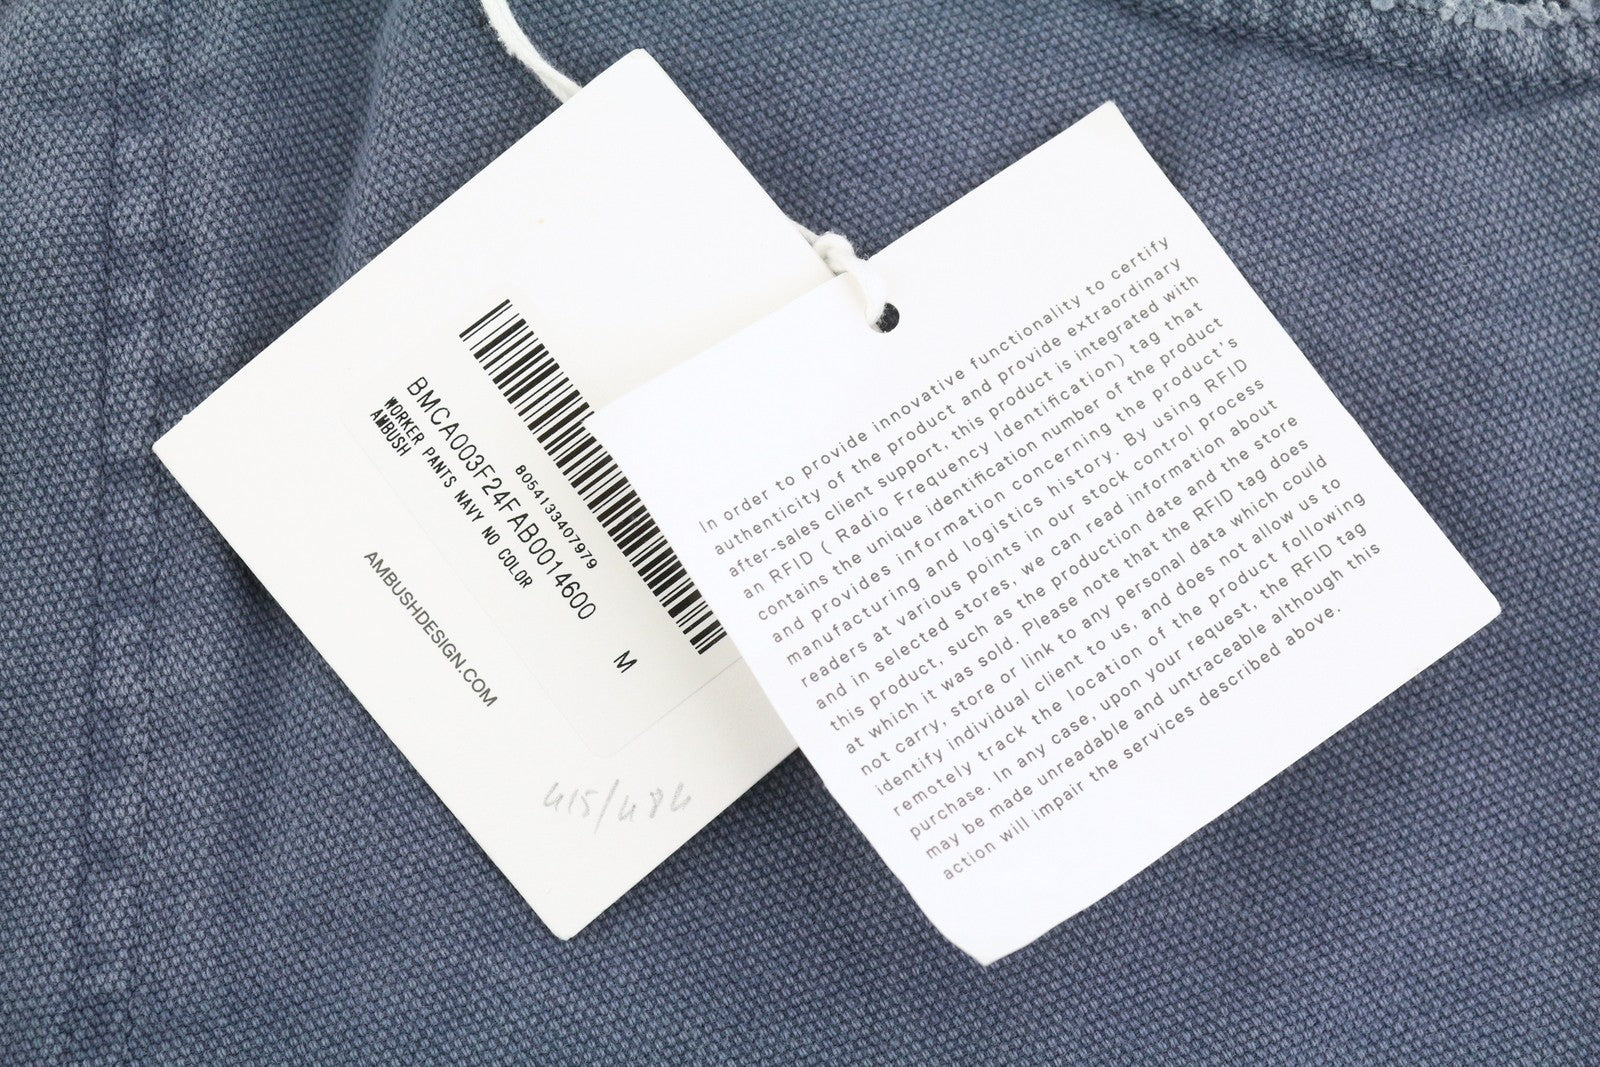 8054133407979
BMCA003F24FAB0014600
M
WORKER PANTS NAVY NO COLOR
AMBUSH
AMBUSHDESIGN.COM
415/484
In order to provide innovative functionality to certify
authenticity of the product and provide extraordinary
after-sales client support, this product is integrated with
an RFID ( Radio Frequency Identification) tag that
contains the unique identification number of the product
and provides information concerning the product's
manufacturing and logistics history. By using RFID
readers at various points in our stock control process
and in selected stores, we can read information about
this product, such as the production date and the store
at which it was sold. Please note that the RFID tag does
not carry, store or link to any personal data which could
identify individual client to us, and does not allow us to
remotely track the location of the product following
purchase. In any case, upon your request, the RFID tag
may be made unreadable and untraceable although this
action will impair the services described above.